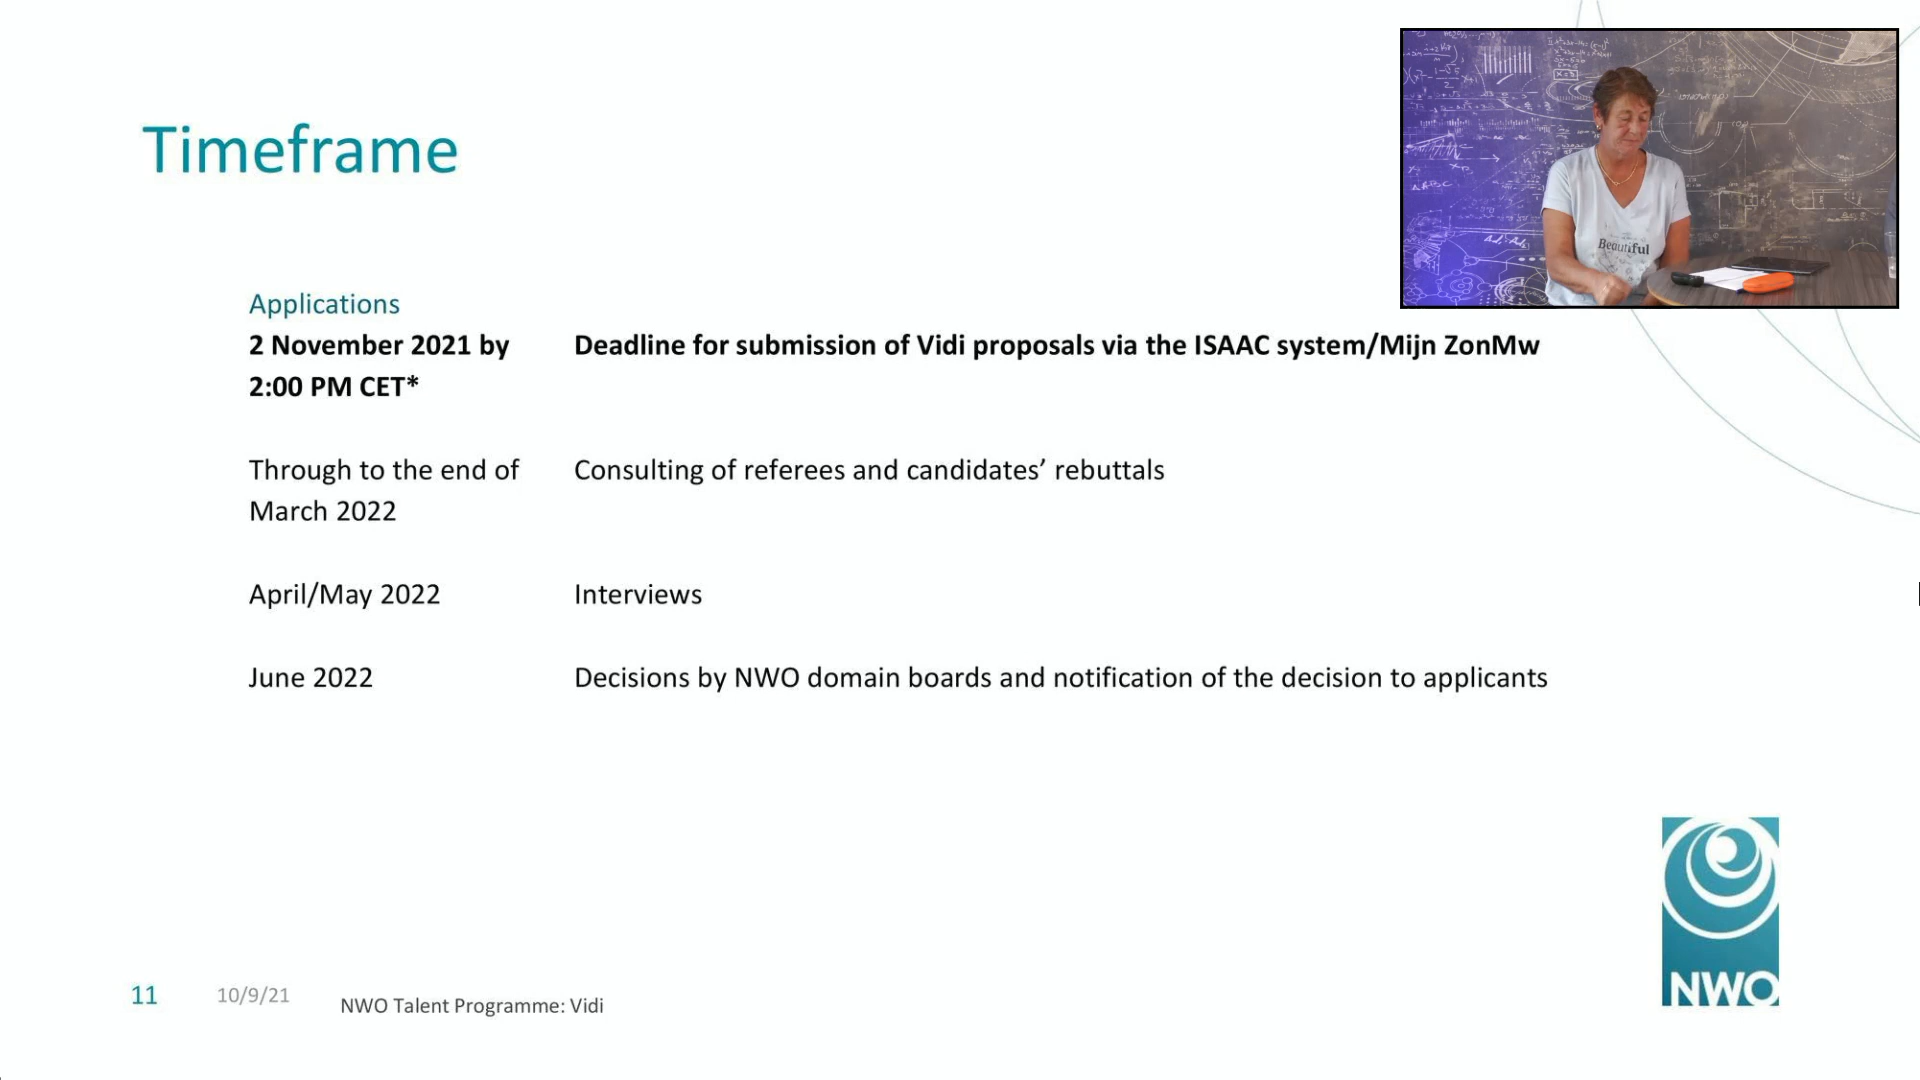 Timeframe
Applications
2 November 2021 by
2:00 PM CET*
Deadline for submission of Vidi proposals via the ISAAC system/Mijn ZonMw
Through to the end of
March 2022
Consulting of referees and candidates’ rebuttals
April/May 2022
Interviews
June 2022
Decisions by NWO domain boards and notification of the decision to applicants
Beautiful
NWO
11
10/9/21
NWO Talent Programme: Vidi